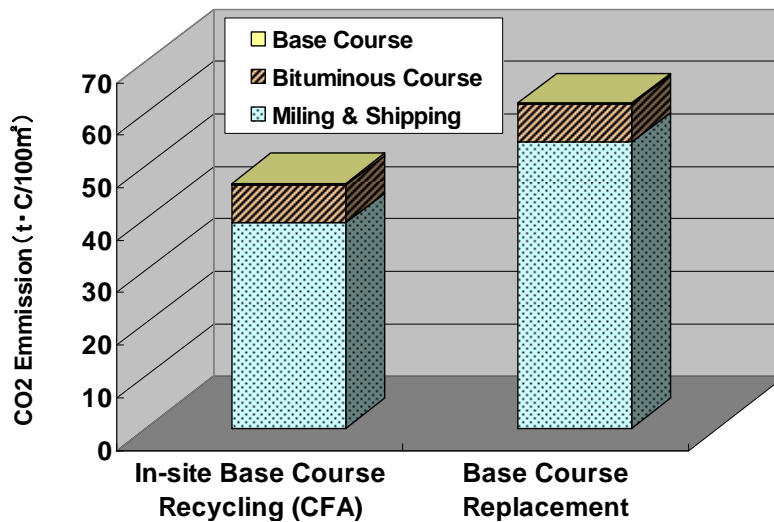 Base Course
Bituminous Course
Miling & Shipping
CO2 Emmission (t・C/100㎡)
70
60
50
40
30
20
10
0
In-site Base Course
Recycling (CFA)
Base Course
Replacement